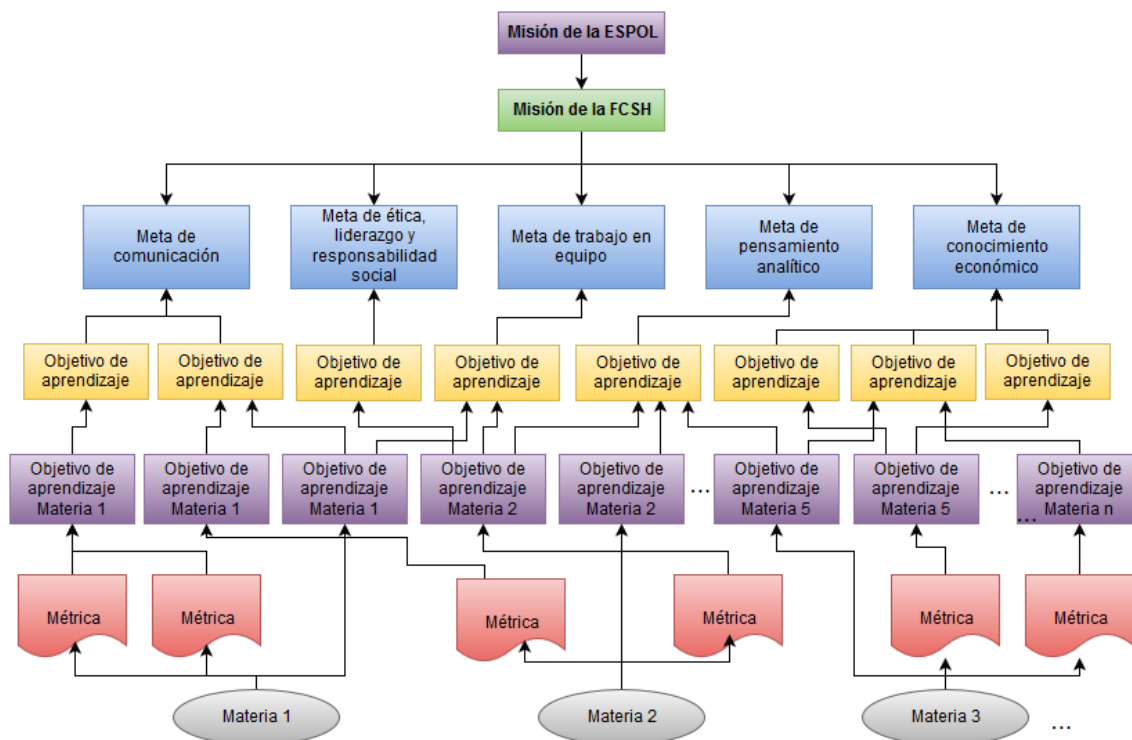 Misión de la ESPOL
Misión de la FCSH
Meta de
comunicación
Meta de ética,
liderazgo y
responsabilidad
social
Meta de trabajo en
equipo
Meta de
pensamiento
analítico
Meta de
conocimiento
económico
Objetivo de
aprendizaje
Objetivo de
aprendizaje
Objetivo de
aprendizaje
Objetivo de
aprendizaje
Objetivo de
aprendizaje
Objetivo de
aprendizaje
Objetivo de
aprendizaje
Objetivo de
aprendizaje
Objetivo de
aprendizaje
Materia 1
Objetivo de
aprendizaje
Materia 1
Objetivo de
aprendizaje
Materia 1
Objetivo de
aprendizaje
Materia 2
Objetivo de
aprendizaje
Materia 2
...
Objetivo de
aprendizaje
Materia 5
Objetivo de
aprendizaje
Materia 5
...
Objetivo de
aprendizaje
Materia n
...
Métrica
Métrica
Métrica
Métrica
Métrica
Métrica
Materia 1
Materia 2
Materia 3
...